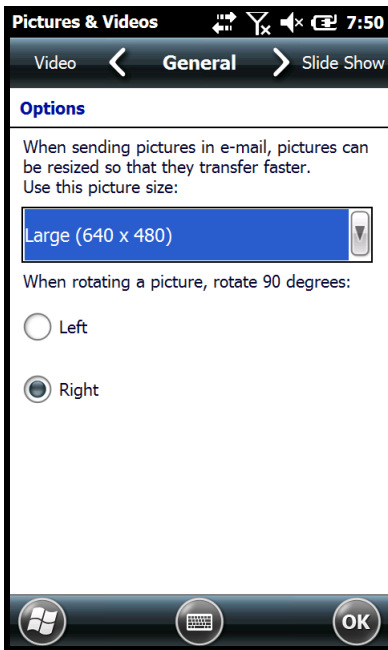 Pictures & Videos 7:50
Video General Slide Show
Options
When sending pictures in e-mail, pictures can
be resized so that they transfer faster.
Use this picture size:
Large (640 x 480)
When rotating a picture, rotate 90 degrees:
Left
Right
OK